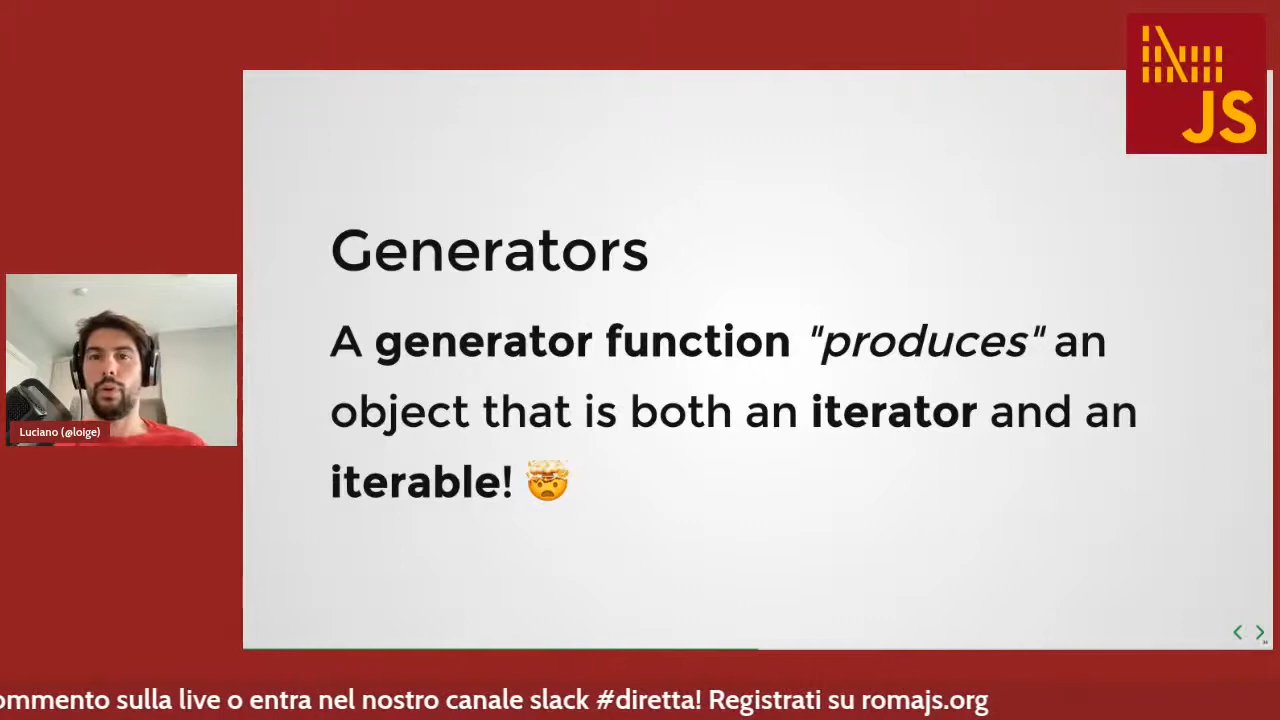 JS
Generators
A generator function "produces" an
object that is both an iterator and an
iterable! 🤯
Luciano (@loige)
ommento sulla live o entra nel nostro canale slack #diretta! Registrati su romajs.org